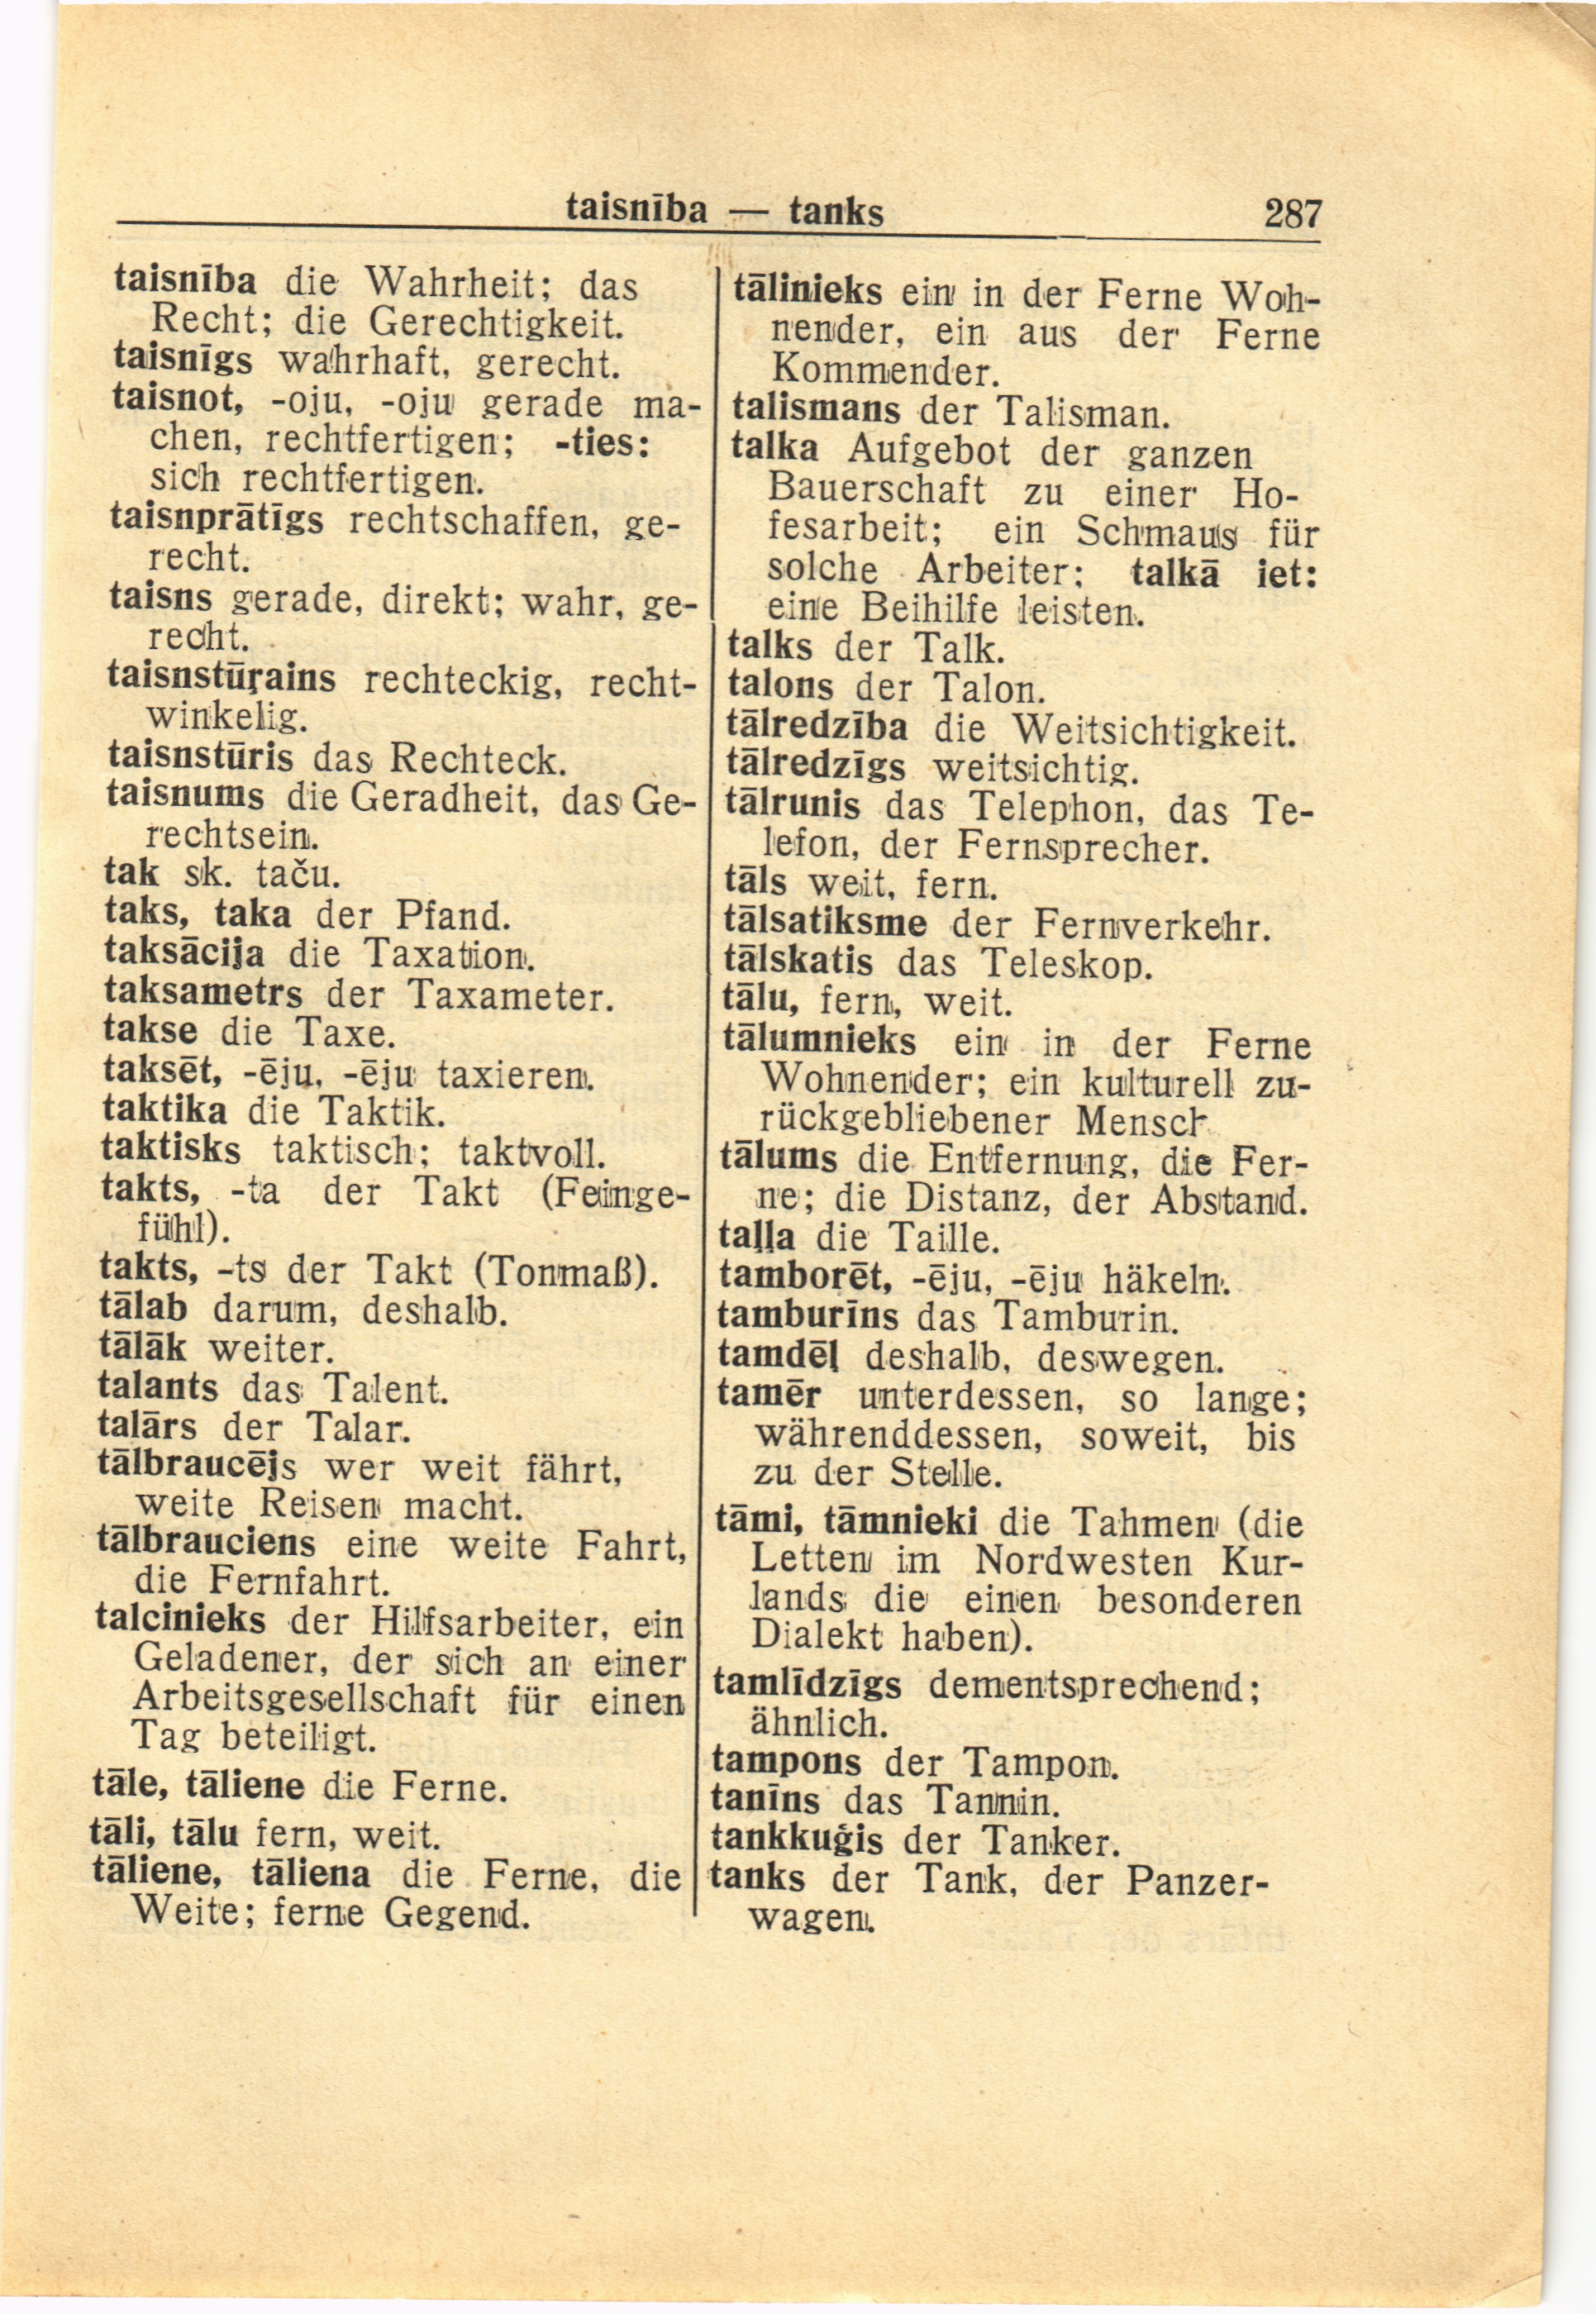 taisnība — tanks 287
taisnība die Wahrheit; das
Recht; die Gerechtigkeit.
taisnīgs wahrhaft, gerecht.
taisnot, -oju, -oju gerade ma-
chen, rechtfertigen; -ties:
sich rechtfertigen.
taisnprātīgs rechtschaffen, ge-
recht.
taisns gerade, direkt; wahr, ge-
recht.
taisnstūŗains rechteckig, recht-
winkelig.
taisnstūris das Rechteck.
taisnums die Geradheit, das Ge-
rechtsein.
tak sk. taču.
taks, taka der Pfand.
taksācija die Taxation.
taksametrs der Taxameter.
takse die Taxe.
taksēt, -ēju, -ēju taxieren.
taktika die Taktik.
taktisks taktisch; taktvoll.
takts, -ta der Takt (Feinge-
fühl).
takts, -ts der Takt (Tonmaß).
tālab darum, deshalb.
tālāk weiter.
talants das Talent.
talārs der Talar.
tālbraucējs wer weit fährt,
weite Reisen macht.
tālbrauciens eine weite Fahrt,
die Fernfahrt.
talcinieks der Hilfsarbeiter, ein
Geladener, der sich an einer
Arbeitsgesellschaft für einen
Tag beteiligt.
tāle, tāliene die Ferne.
tāli, tālu fern, weit.
tāliene, tāliena die Ferne, die
Weite; ferne Gegend.
tālinieks ein in der Ferne Woh-
nender, ein aus der Ferne
Kommender.
talismans der Talisman.
talka Aufgebot der ganzen
Bauerschaft zu einer Ho-
fesarbeit; ein Schmaus für
solche Arbeiter; talkā iet:
eine Beihilfe leisten.
talks der Talk.
talons der Talon.
tālredzība die Weitsichtigkeit.
tālredzīgs weitsichtig.
tālrunis das Telephon, das Te-
lefon, der Fernsprecher.
tāls weit, fern.
tālsatiksme der Fernverkehr.
tālskatis das Teleskop.
tālu, fern, weit.
tālumnieks ein in der Ferne
Wohnender; ein kulturell zu-
rückgebliebener Mensch
tālums die Entfernung, die Fer-
ne; die Distanz, der Abstand.
taļļa die Taille.
tamborēt, -ēju, -ēju häkeln.
tamburīns das Tamburin.
tamdēļ deshalb, deswegen.
tamēr unterdessen, so lange;
währenddessen, soweit, bis
zu der Stelle.
tāmi, tāmnieki die Tahmen (die
Letten im Nordwesten Kur-
lands die einen besonderen
Dialekt haben).
tamlīdzīgs dementsprechend;
ähnlich.
tampons der Tampon.
tanīns das Tannin.
tankkuģis der Tanker.
tanks der Tank, der Panzer-
wagen.